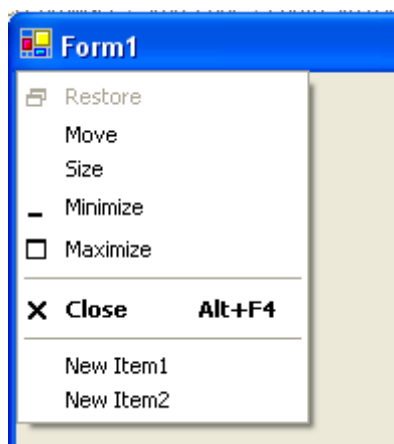 Form1
Restore
Move
Size
Minimize
Maximize
Close Alt+F4
New Item1
New Item2